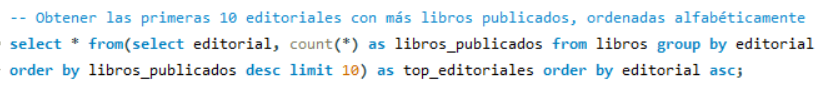 -- Obtener las primeras 10 editoriales con más libros publicados, ordenadas alfabéticamente
select * from(select editorial, count(*) as libros_publicados from libros group by editorial
order by libros_publicados desc limit 10) as top_editoriales order by editorial asc;